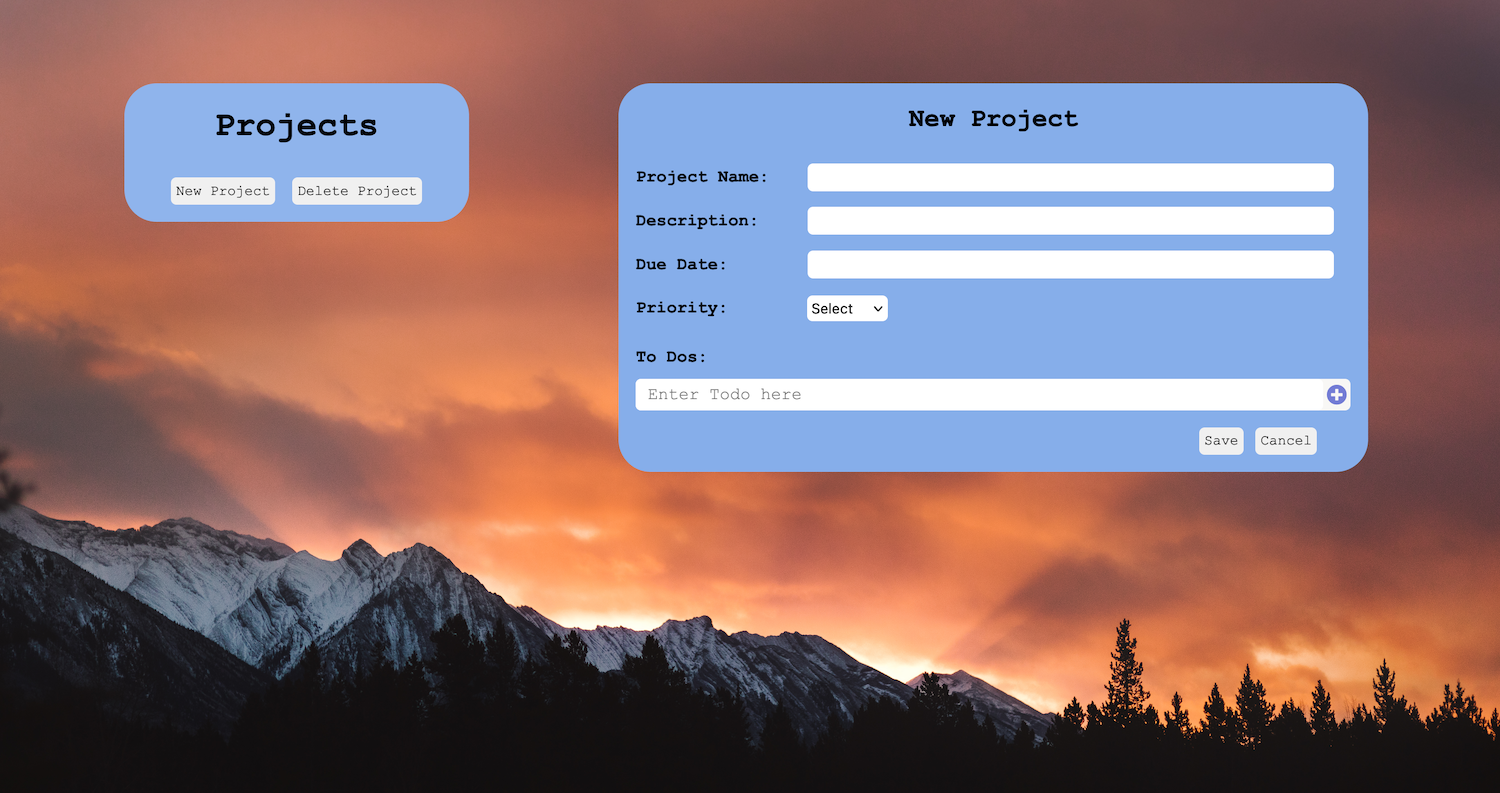 Projects
New Project Delete Project
New Project
Project Name:
Description:
Due Date:
Priority: Select
To Dos:
Enter Todo here
Save Cancel